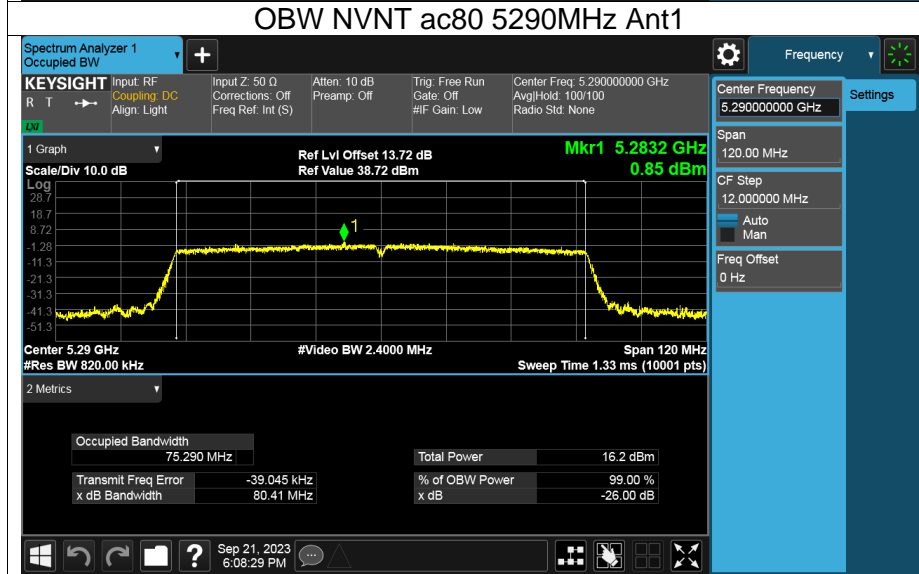 OBW NVNT ac80 5290MHz Ant1
Spectrum Analyzer 1
Occupied BW
+
Frequency
KEYSIGHT
R T
LXI
Input: RF
Coupling: DC
Align: Light
Input Z: 50 Ω
Corrections: Off
Freq Ref: Int (S)
Atten: 10 dB
Preamp: Off
Trig: Free Run
Gate: Off
#IF Gain: Low
Center Freq: 5.290000000 GHz
Avg|Hold: 100/100
Radio Std: None
Center Frequency
5.290000000 GHz
Settings
Span
120.00 MHz
CF Step
12.000000 MHz
Auto
Man
Freq Offset
0 Hz
1 Graph
Scale/Div 10.0 dB
Ref Lvl Offset 13.72 dB
Ref Value 38.72 dBm
Mkr1 5.2832 GHz
0.85 dBm
Log
28.7
18.7
8.72
-1.28
-11.3
-21.3
-31.3
-41.3
-51.3
1
Center 5.29 GHz
#Res BW 820.00 kHz
#Video BW 2.4000 MHz
Span 120 MHz
Sweep Time 1.33 ms (10001 pts)
2 Metrics
Occupied Bandwidth
75.290 MHz
Total Power 16.2 dBm
Transmit Freq Error -39.045 kHz
% of OBW Power 99.00 %
x dB Bandwidth 80.41 MHz
x dB -26.00 dB
?
Sep 21, 2023
6:08:29 PM